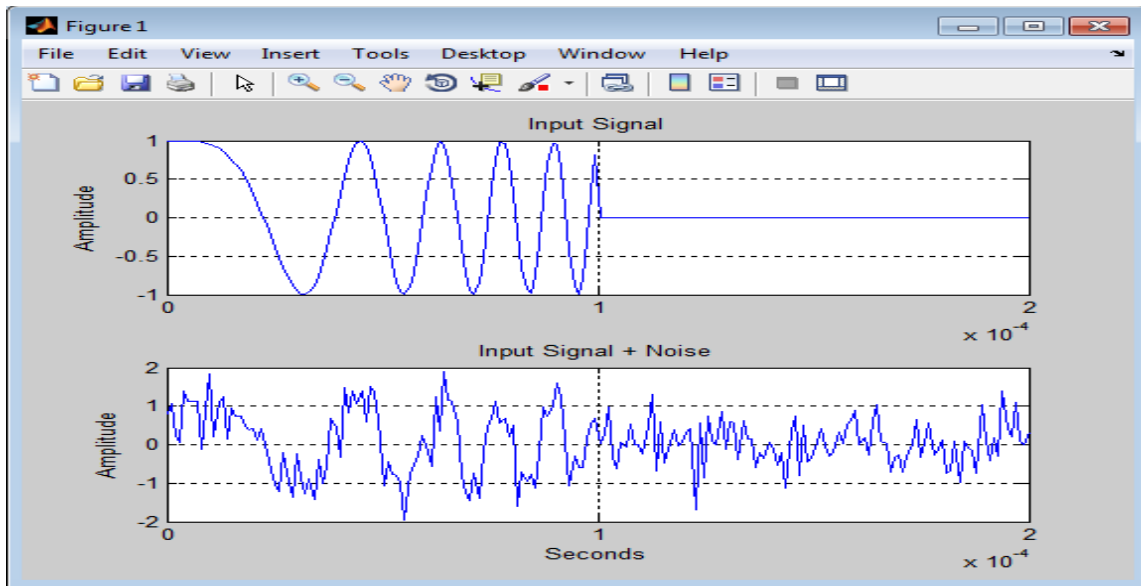 Figure 1
File Edit View Insert Tools Desktop Window Help
Input Signal
Amplitude
1
0.5
0
-0.5
-1
0 1 2
x 10^-4
Input Signal + Noise
Amplitude
2
1
0
-1
-2
0 1 2
Seconds
x 10^-4